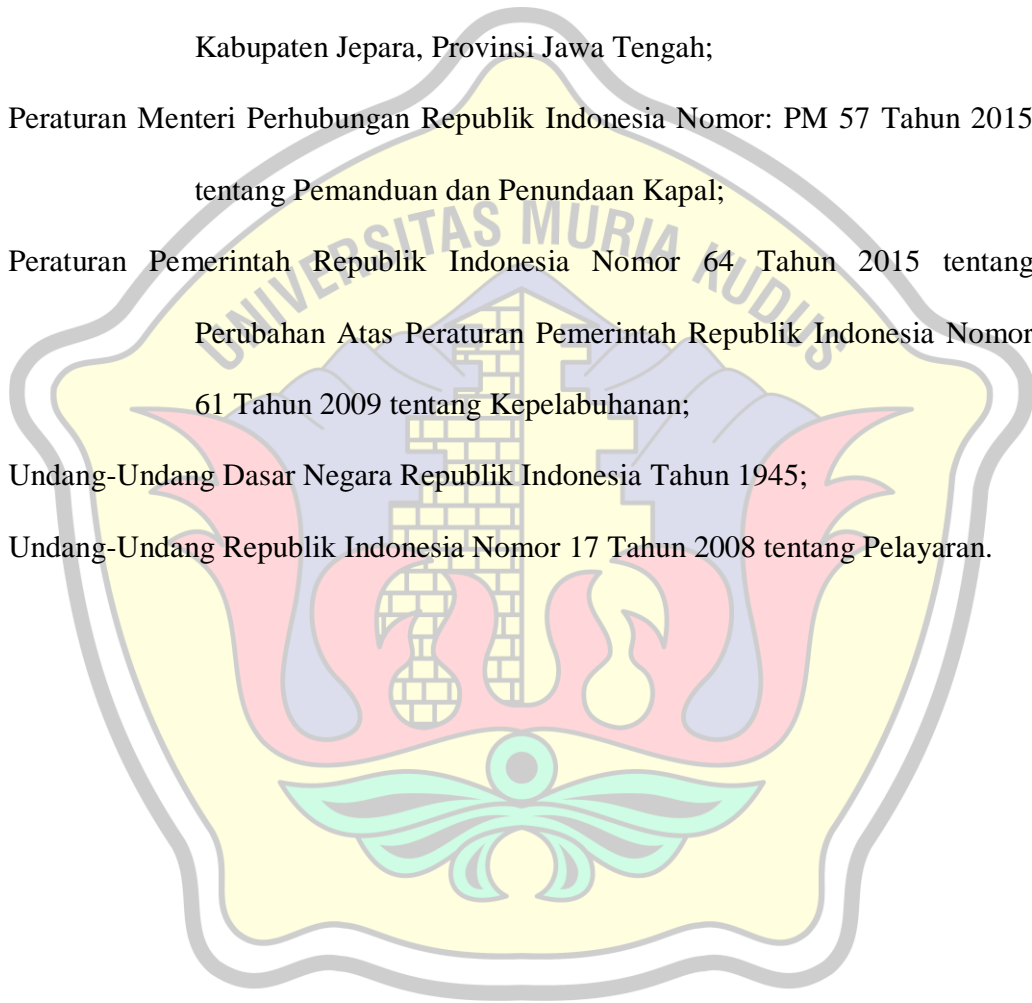 Kabupaten Jepara, Provinsi Jawa Tengah;
Peraturan Menteri Perhubungan Republik Indonesia Nomor: PM 57 Tahun 2015
tentang Pemanduan dan Penundaan Kapal;
UNIVERSITAS MURIA KUDUS
Peraturan Pemerintah Republik Indonesia Nomor 64 Tahun 2015 tentang
Perubahan Atas Peraturan Pemerintah Republik Indonesia Nomor
61 Tahun 2009 tentang Kepelabuhanan;
Undang-Undang Dasar Negara Republik Indonesia Tahun 1945;
Undang-Undang Republik Indonesia Nomor 17 Tahun 2008 tentang Pelayaran.